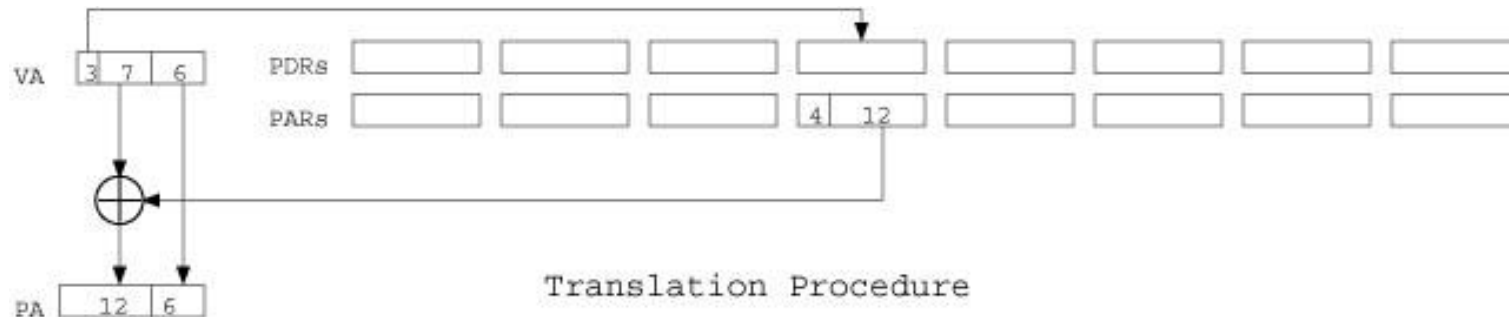 VA 3 7 6 PDRs
PARs 4 12
Translation Procedure
PA 12 6